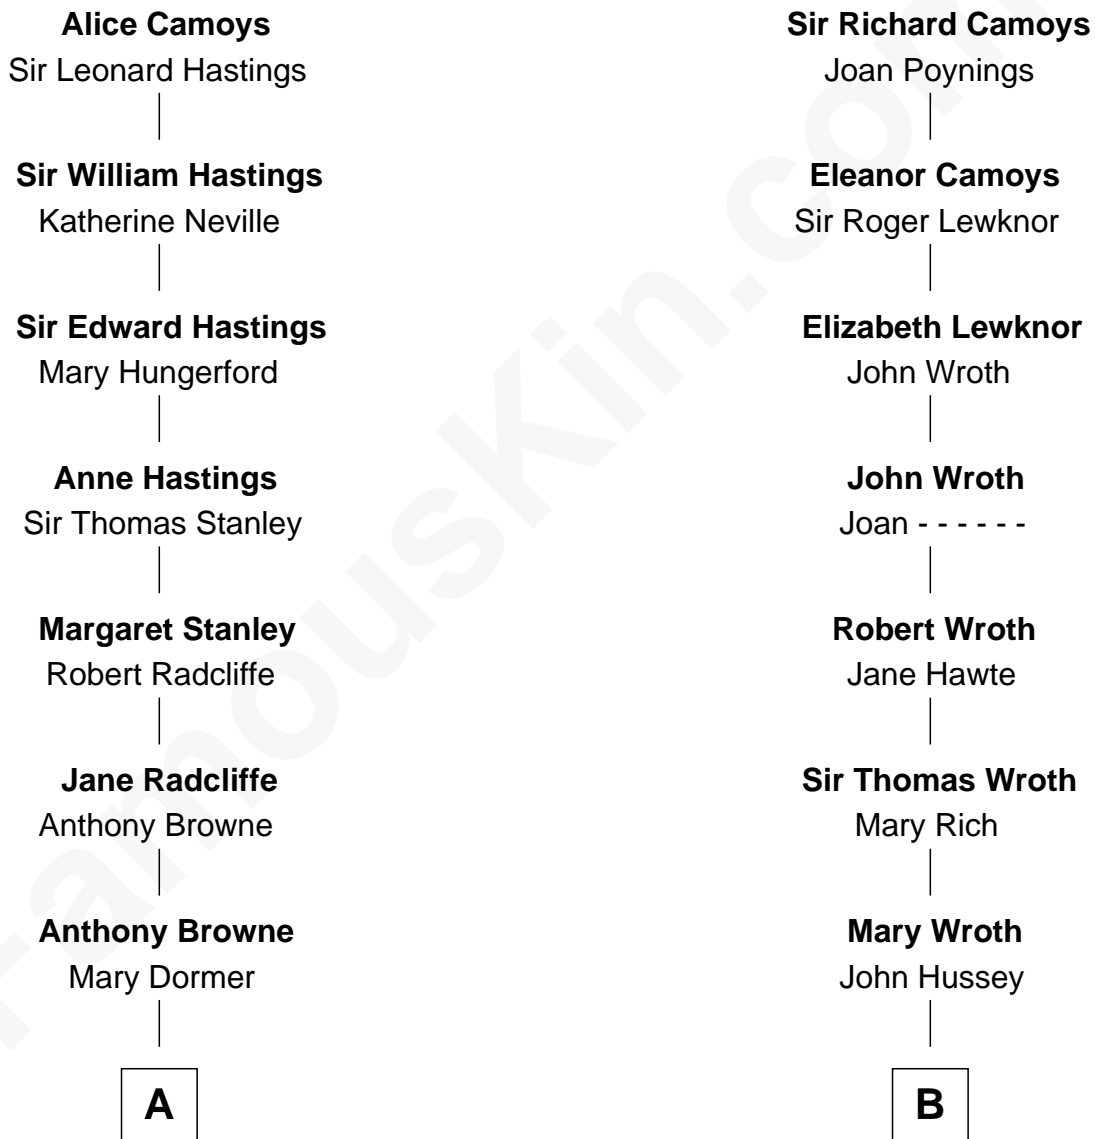 Alice Camoys
Sir Leonard Hastings
Sir William Hastings
Katherine Neville
Sir Edward Hastings
Mary Hungerford
Anne Hastings
Sir Thomas Stanley
Margaret Stanley
Robert Radcliffe
Jane Radcliffe
Anthony Browne
Anthony Browne
Mary Dormer
A
Sir Richard Camoys
Joan Poynings
Eleanor Camoys
Sir Roger Lewknor
Elizabeth Lewknor
John Wroth
John Wroth
Joan - - - - - -
Robert Wroth
Jane Hawte
Sir Thomas Wroth
Mary Rich
Mary Wroth
John Hussey
B
FamousKin.com